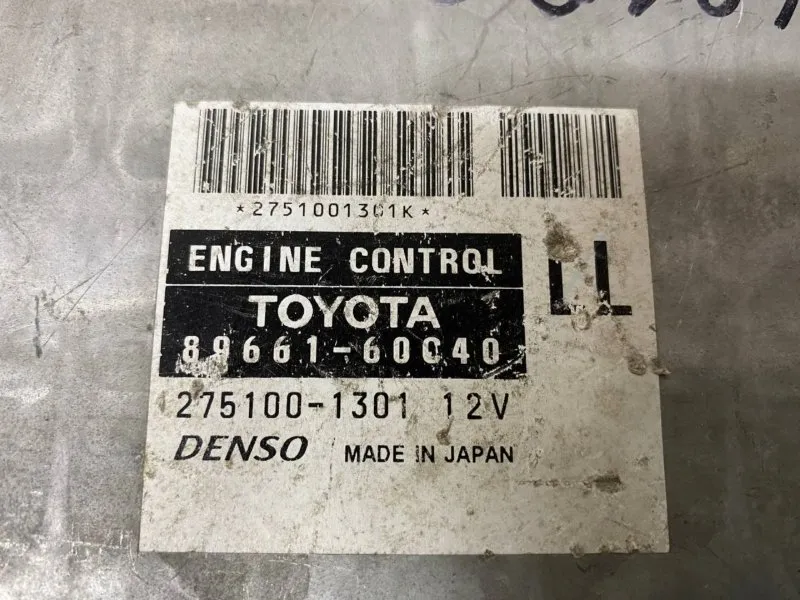 *2751001301K*
ENGINE CONTROL
LL
TOYOTA
89661-60C40
275100-1301 12V
DENSO MADE IN JAPAN